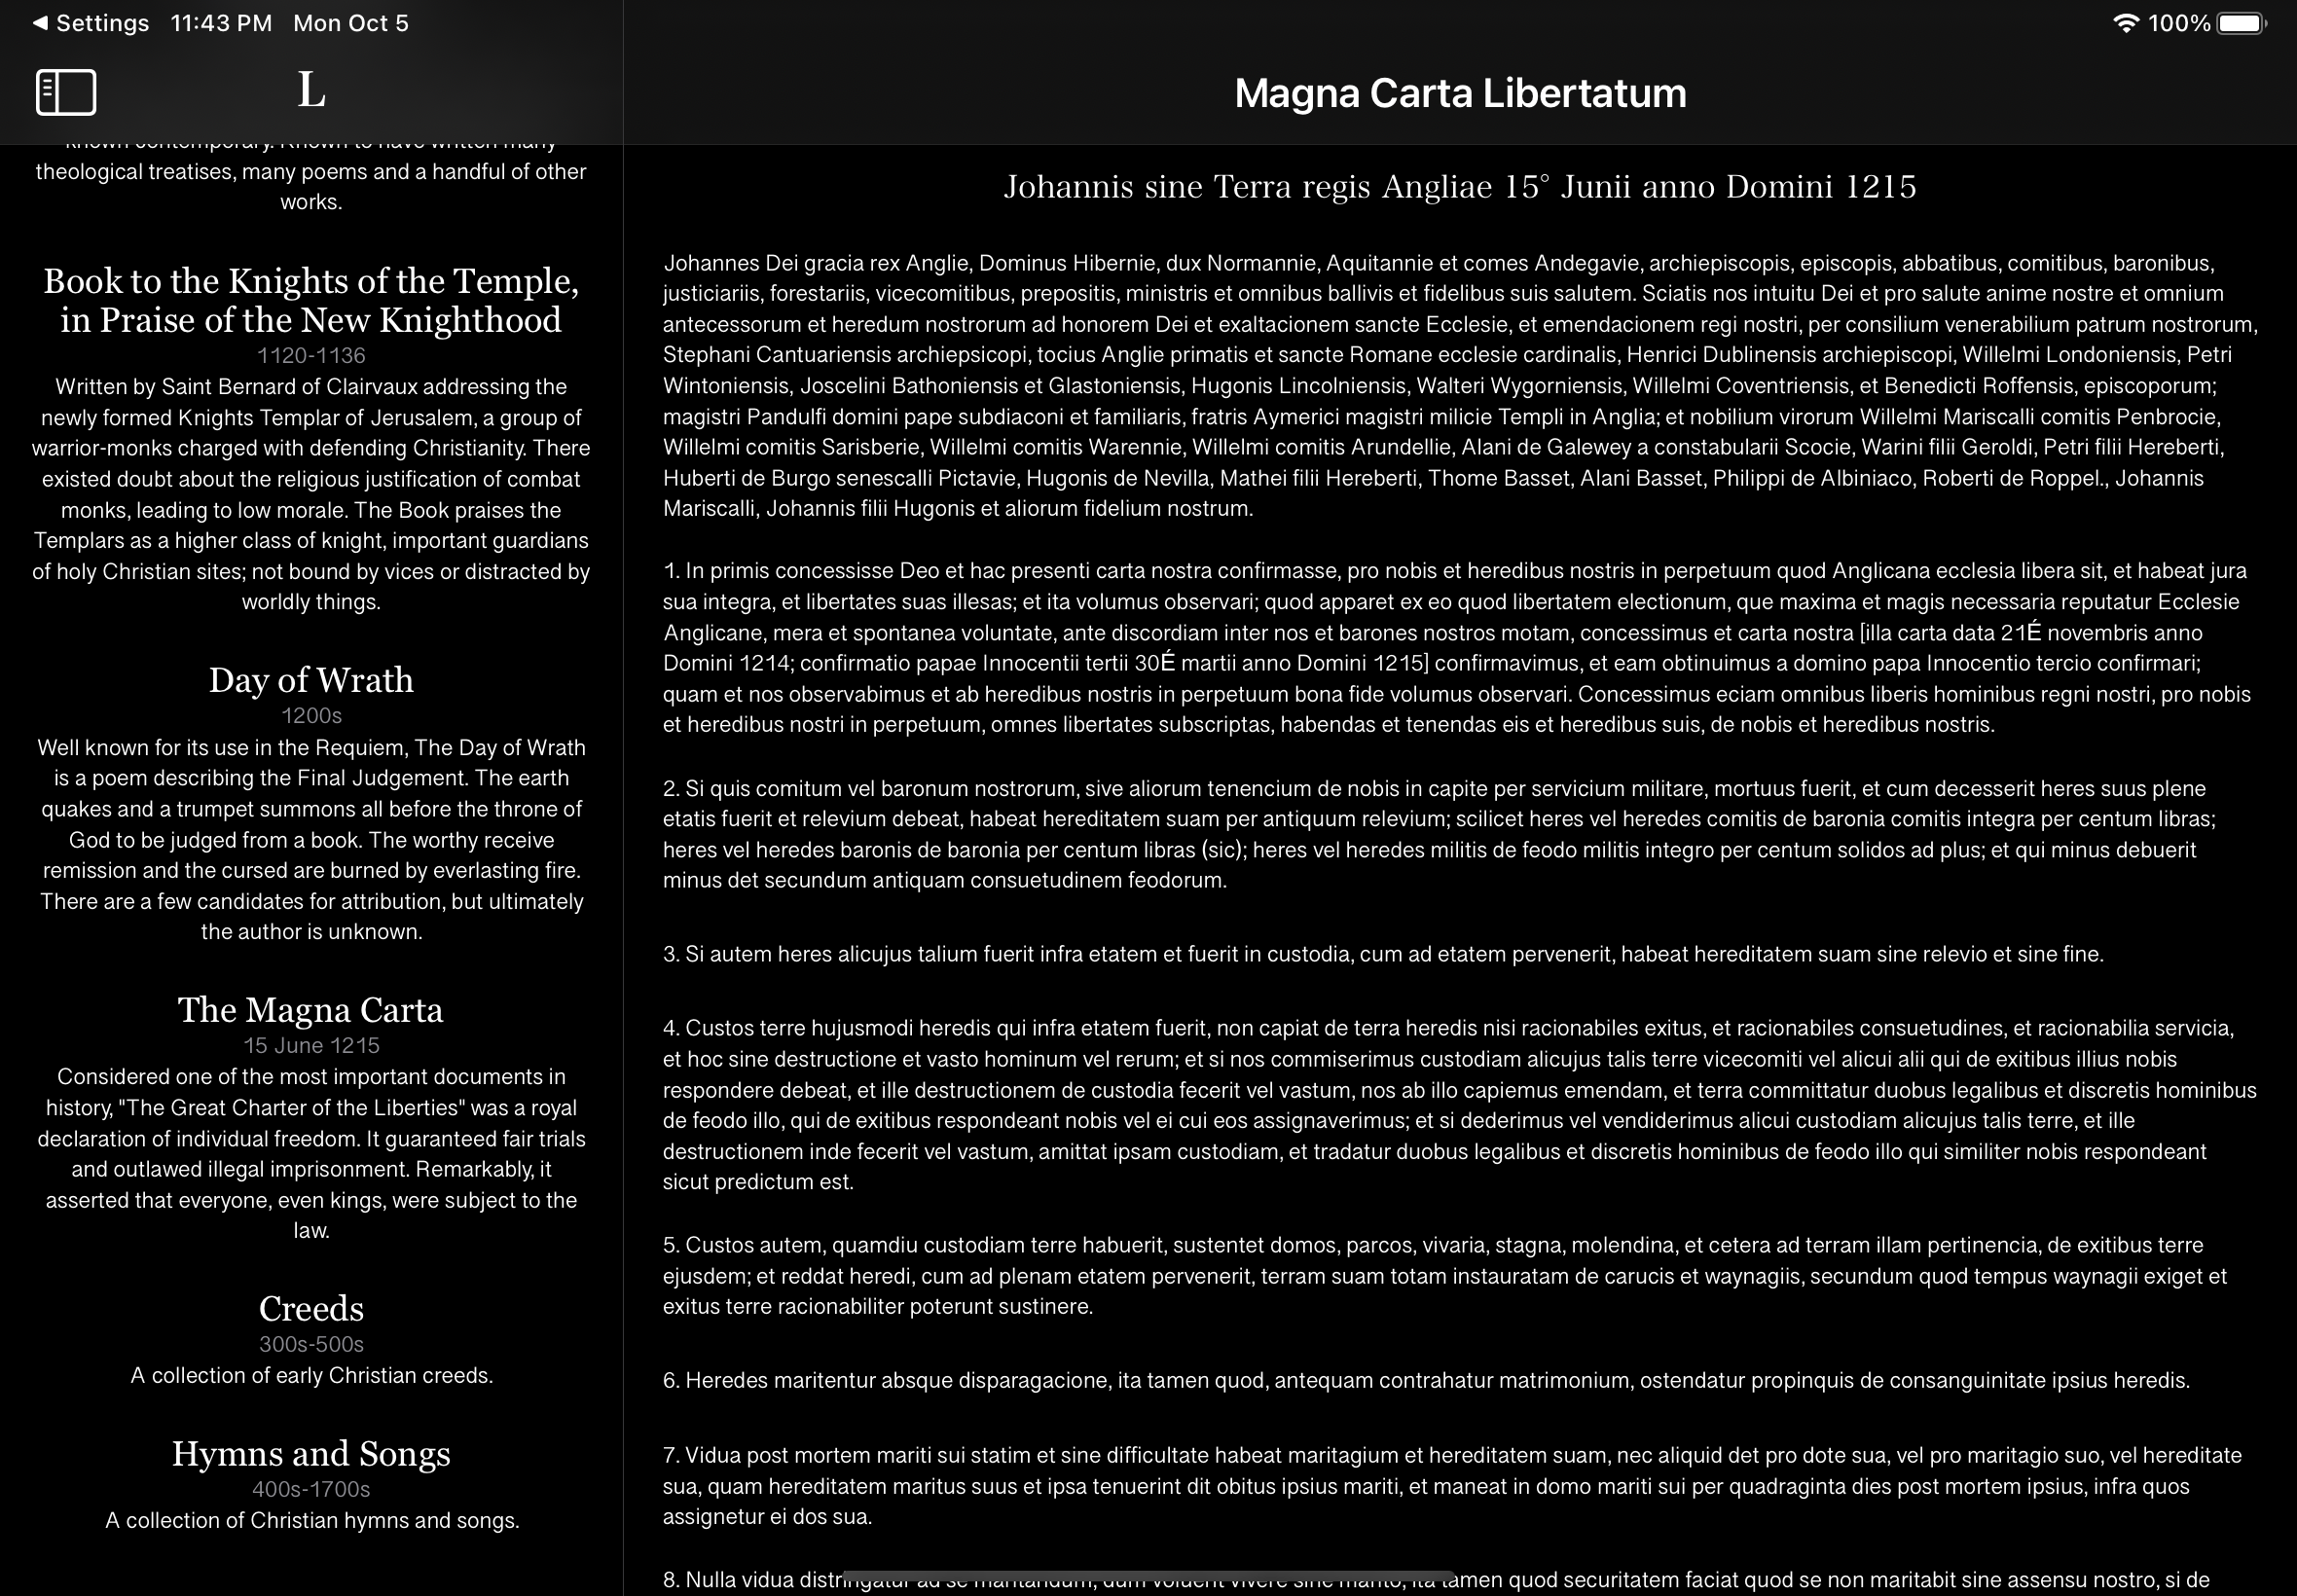 ◀ Settings 11:43 PM Mon Oct 5
100%
L
Magna Carta Libertatum
known contemporary. Known to have written many
theological treatises, many poems and a handful of other
works.
Book to the Knights of the Temple,
in Praise of the New Knighthood
1120-1136
Written by Saint Bernard of Clairvaux addressing the
newly formed Knights Templar of Jerusalem, a group of
warrior-monks charged with defending Christianity. There
existed doubt about the religious justification of combat
monks, leading to low morale. The Book praises the
Templars as a higher class of knight, important guardians
of holy Christian sites; not bound by vices or distracted by
worldly things.
Day of Wrath
1200s
Well known for its use in the Requiem, The Day of Wrath
is a poem describing the Final Judgement. The earth
quakes and a trumpet summons all before the throne of
God to be judged from a book. The worthy receive
remission and the cursed are burned by everlasting fire.
There are a few candidates for attribution, but ultimately
the author is unknown.
The Magna Carta
15 June 1215
Considered one of the most important documents in
history, "The Great Charter of the Liberties" was a royal
declaration of individual freedom. It guaranteed fair trials
and outlawed illegal imprisonment. Remarkably, it
asserted that everyone, even kings, were subject to the
law.
Creeds
300s-500s
A collection of early Christian creeds.
Hymns and Songs
400s-1700s
A collection of Christian hymns and songs.
Johannis sine Terra regis Angliae 15° Junii anno Domini 1215
Johannes Dei gracia rex Anglie, Dominus Hibernie, dux Normannie, Aquitannie et comes Andegavie, archiepiscopis, episcopis, abbatibus, comitibus, baronibus,
justiciariis, forestariis, vicecomitibus, prepositis, ministris et omnibus ballivis et fidelibus suis salutem. Sciatis nos intuitu Dei et pro salute anime nostre et omnium
antecessorum et heredum nostrorum ad honorem Dei et exaltacionem sancte Ecclesie, et emendacionem regi nostri, per consilium venerabilium patrum nostrorum,
Stephani Cantuariensis archiepsicopi, tocius Anglie primatis et sancte Romane ecclesie cardinalis, Henrici Dublinensis archiepiscopi, Willelmi Londoniensis, Petri
Wintoniensis, Joscelini Bathoniensis et Glastoniensis, Hugonis Lincolniensis, Walteri Wygorniensis, Willelmi Coventriensis, et Benedicti Roffensis, episcoporum;
magistri Pandulfi domini pape subdiaconi et familiaris, fratris Aymerici magistri milicie Templi in Anglia; et nobilium virorum Willelmi Mariscalli comitis Penbrocie,
Willelmi comitis Sarisberie, Willelmi comitis Warennie, Willelmi comitis Arundellie, Alani de Galewey a constabularii Scocie, Warini filii Geroldi, Petri filii Hereberti,
Huberti de Burgo senescalli Pictavie, Hugonis de Nevilla, Mathei filii Hereberti, Thome Basset, Alani Basset, Philippi de Albiniaco, Roberti de Roppel., Johannis
Mariscalli, Johannis filii Hugonis et aliorum fidelium nostrum.
1. In primis concessisse Deo et hac presenti carta nostra confirmasse, pro nobis et heredibus nostris in perpetuum quod Anglicana ecclesia libera sit, et habeat jura
sua integra, et libertates suas illesas; et ita volumus observari; quod apparet ex eo quod libertatem electionum, que maxima et magis necessaria reputatur Ecclesie
Anglicane, mera et spontanea voluntate, ante discordiam inter nos et barones nostros motam, concessimus et carta nostra [illa carta data 21É novembris anno
Domini 1214; confirmatio papae Innocentii tertii 30É martii anno Domini 1215] confirmavimus, et eam obtinuimus a domino papa Innocentio tercio confirmari;
quam et nos observabimus et ab heredibus nostris in perpetuum bona fide volumus observari. Concessimus eciam omnibus liberis hominibus regni nostri, pro nobis
et heredibus nostri in perpetuum, omnes libertates subscriptas, habendas et tenendas eis et heredibus suis, de nobis et heredibus nostris.
2. Si quis comitum vel baronum nostrorum, sive aliorum tenencium de nobis in capite per servicium militare, mortuus fuerit, et cum decesserit heres suus plene
etatis fuerit et relevium debeat, habeat hereditatem suam per antiquum relevium; scilicet heres vel heredes comitis de baronia comitis integra per centum libras;
heres vel heredes baronis de baronia per centum libras (sic); heres vel heredes militis de feodo militis integro per centum solidos ad plus; et qui minus debuerit
minus det secundum antiquam consuetudinem feodorum.
3. Si autem heres alicujus talium fuerit infra etatem et fuerit in custodia, cum ad etatem pervenerit, habeat hereditatem suam sine relevio et sine fine.
4. Custos terre hujusmodi heredis qui infra etatem fuerit, non capiat de terra heredis nisi racionabiles exitus, et racionabiles consuetudines, et racionabilia servicia,
et hoc sine destructione et vasto hominum vel rerum; et si nos commiserimus custodiam alicujus talis terre vicecomiti vel alicui alii qui de exitibus illius nobis
respondere debeat, et ille destructionem de custodia fecerit vel vastum, nos ab illo capiemus emendam, et terra committatur duobus legalibus et discretis hominibus
de feodo illo, qui de exitibus respondeant nobis vel ei cui eos assignaverimus; et si dederimus vel vendiderimus alicui custodiam alicujus talis terre, et ille
destructionem inde fecerit vel vastum, amittat ipsam custodiam, et tradatur duobus legalibus et discretis hominibus de feodo illo qui similiter nobis respondeant
sicut predictum est.
5. Custos autem, quamdiu custodiam terre habuerit, sustentet domos, parcos, vivaria, stagna, molendina, et cetera ad terram illam pertinencia, de exitibus terre
ejusdem; et reddat heredi, cum ad plenam etatem pervenerit, terram suam totam instauratam de carucis et waynagiis, secundum quod tempus waynagii exiget et
exitus terre racionabiliter poterunt sustinere.
6. Heredes maritentur absque disparagacione, ita tamen quod, antequam contrahatur matrimonium, ostendatur propinquis de consanguinitate ipsius heredis.
7. Vidua post mortem mariti sui statim et sine difficultate habeat maritagium et hereditatem suam, nec aliquid det pro dote sua, vel pro maritagio suo, vel hereditate
sua, quam hereditatem maritus suus et ipsa tenuerint dit obitus ipsius mariti, et maneat in domo mariti sui per quadraginta dies post mortem ipsius, infra quos
assignetur ei dos sua.
8. Nulla vidua distringatur ad se maritandum, dum voluerit vivere sine marito, ita tamen quod securitatem faciat quod se non maritabit sine assensu nostro, si de